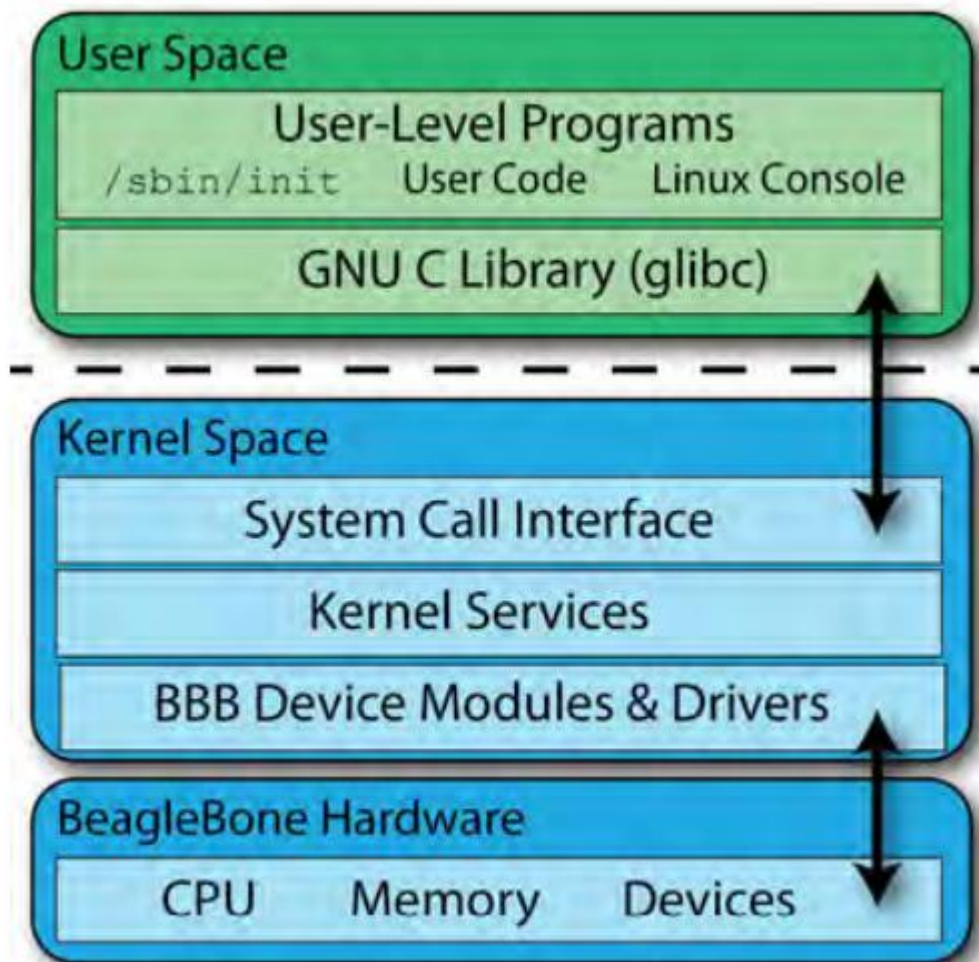 User Space
User-Level Programs
/sbin/init User Code Linux Console
GNU C Library (glibc)
Kernel Space
System Call Interface
Kernel Services
BBB Device Modules & Drivers
BeagleBone Hardware
CPU Memory Devices